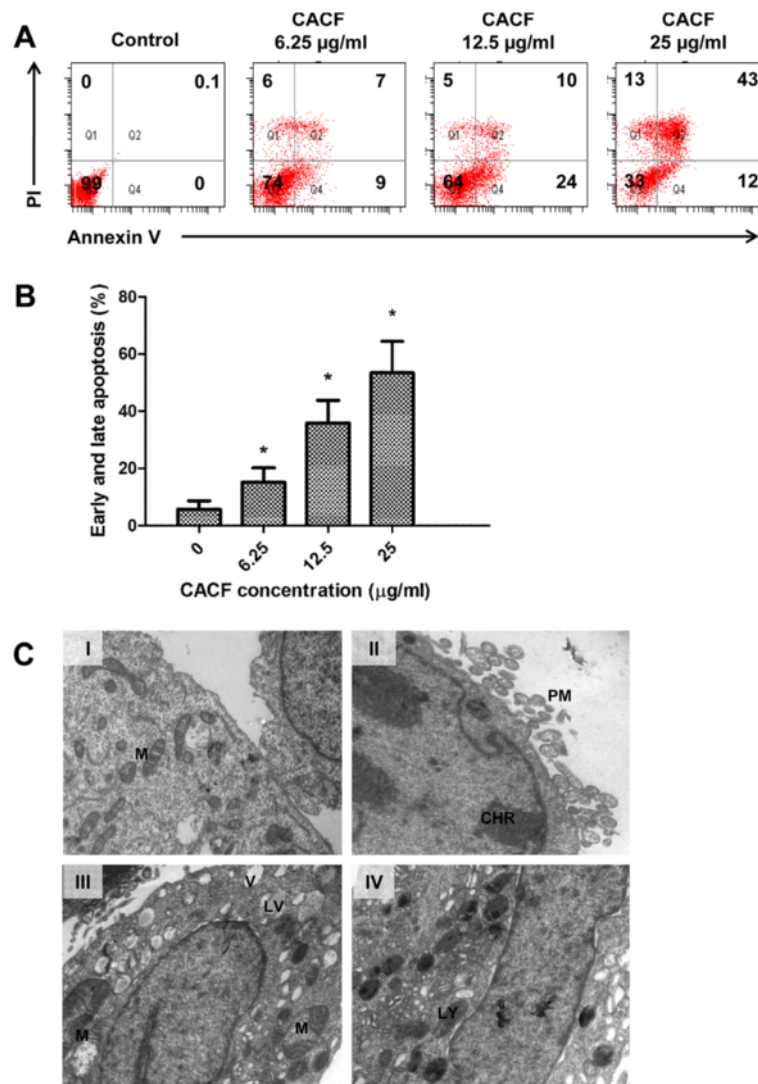 A
Control
CACF
6.25 µg/ml
CACF
12.5 µg/ml
CACF
25 µg/ml
0 0.1
Q1 Q2
99 Q4 0
6 7
Q1 Q2
74 Q4 9
5 10
Q1 Q2
64 Q4 24
13 43
Q1
33 Q4 12
PI
Annexin V
B
Early and late apoptosis (%)
80
60
40
20
0
* * *
0 6.25 12.5 25
CACF concentration (µg/ml)
C
I
M
II
PM
CHR
III
V
LV
M
M
IV
LY